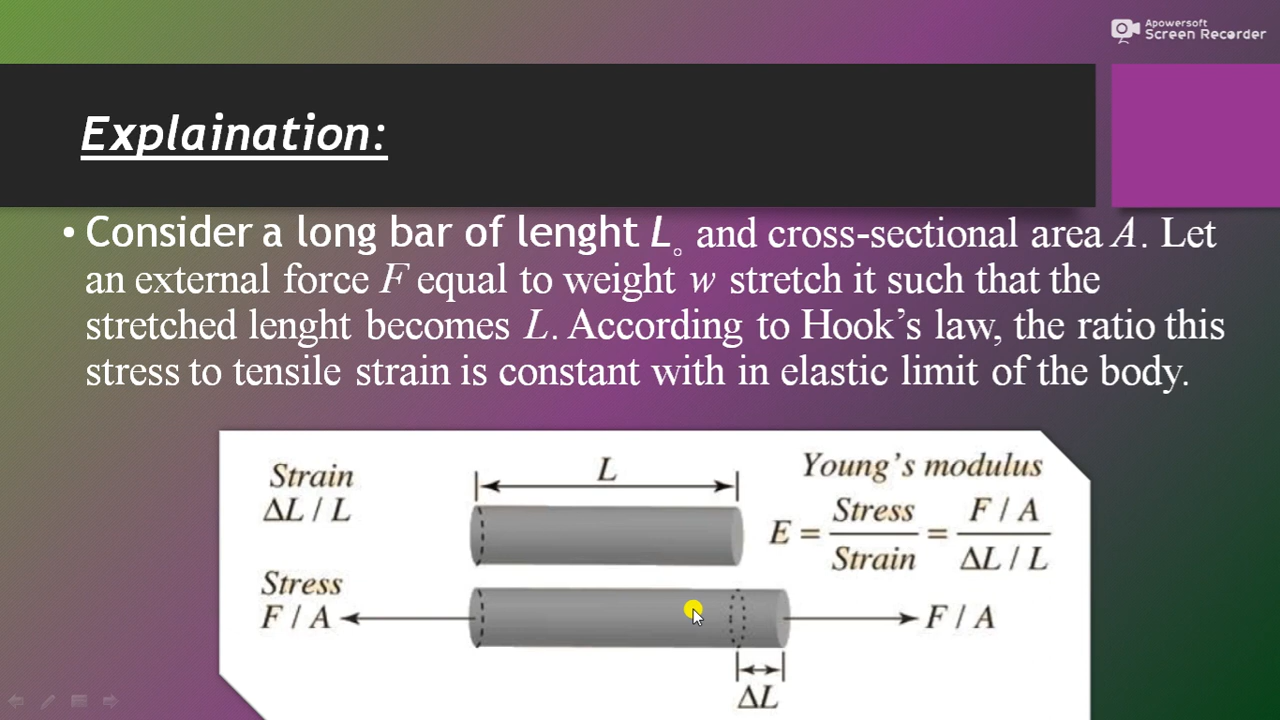 Apowersoft
Screen Recorder
Explaination:
• Consider a long bar of lenght L。 and cross-sectional area A. Let
an external force F equal to weight w stretch it such that the
stretched lenght becomes L. According to Hook’s law, the ratio this
stress to tensile strain is constant with in elastic limit of the body.
Strain
ΔL / L
L
Young’s modulus
E = Stress / Strain = F / A / ΔL / L
Stress
F / A
F / A
ΔL